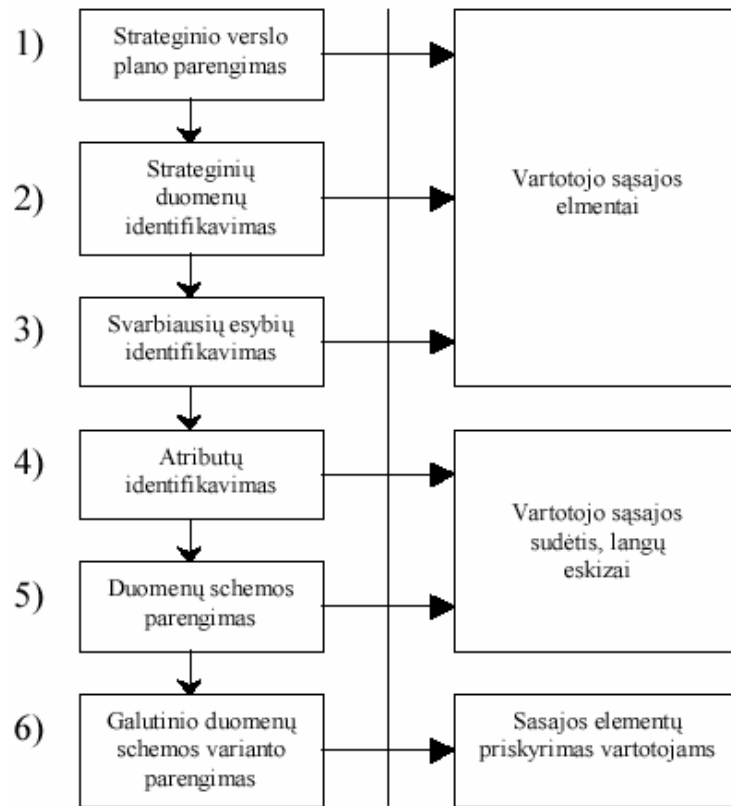 1)
Strateginio verslo
plano parengimas
2)
Strateginių
duomenų
identifikavimas
Vartotojo sąsajos
elmentai
3)
Svarbiausių esybių
identifikavimas
4)
Atributų
identifikavimas
Vartotojo sąsajos
sudėtis, langų
eskizai
5)
Duomenų schemos
parengimas
6)
Galutinio duomenų
schemos varianto
parengimas
Sasajos elementų
priskyrimas vartotojams